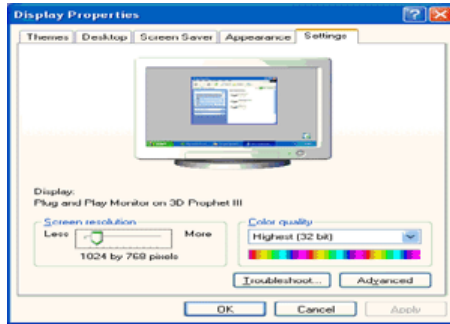 Display Properties
Themes Desktop Screen Saver Appearance Settings
Display:
Plug and Play Monitor on 3D Prophet III
Screen resolution
Less More
1024 by 768 pixels
Color quality
Highest (32 bit)
Troubleshoot... Advanced
OK Cancel Apply